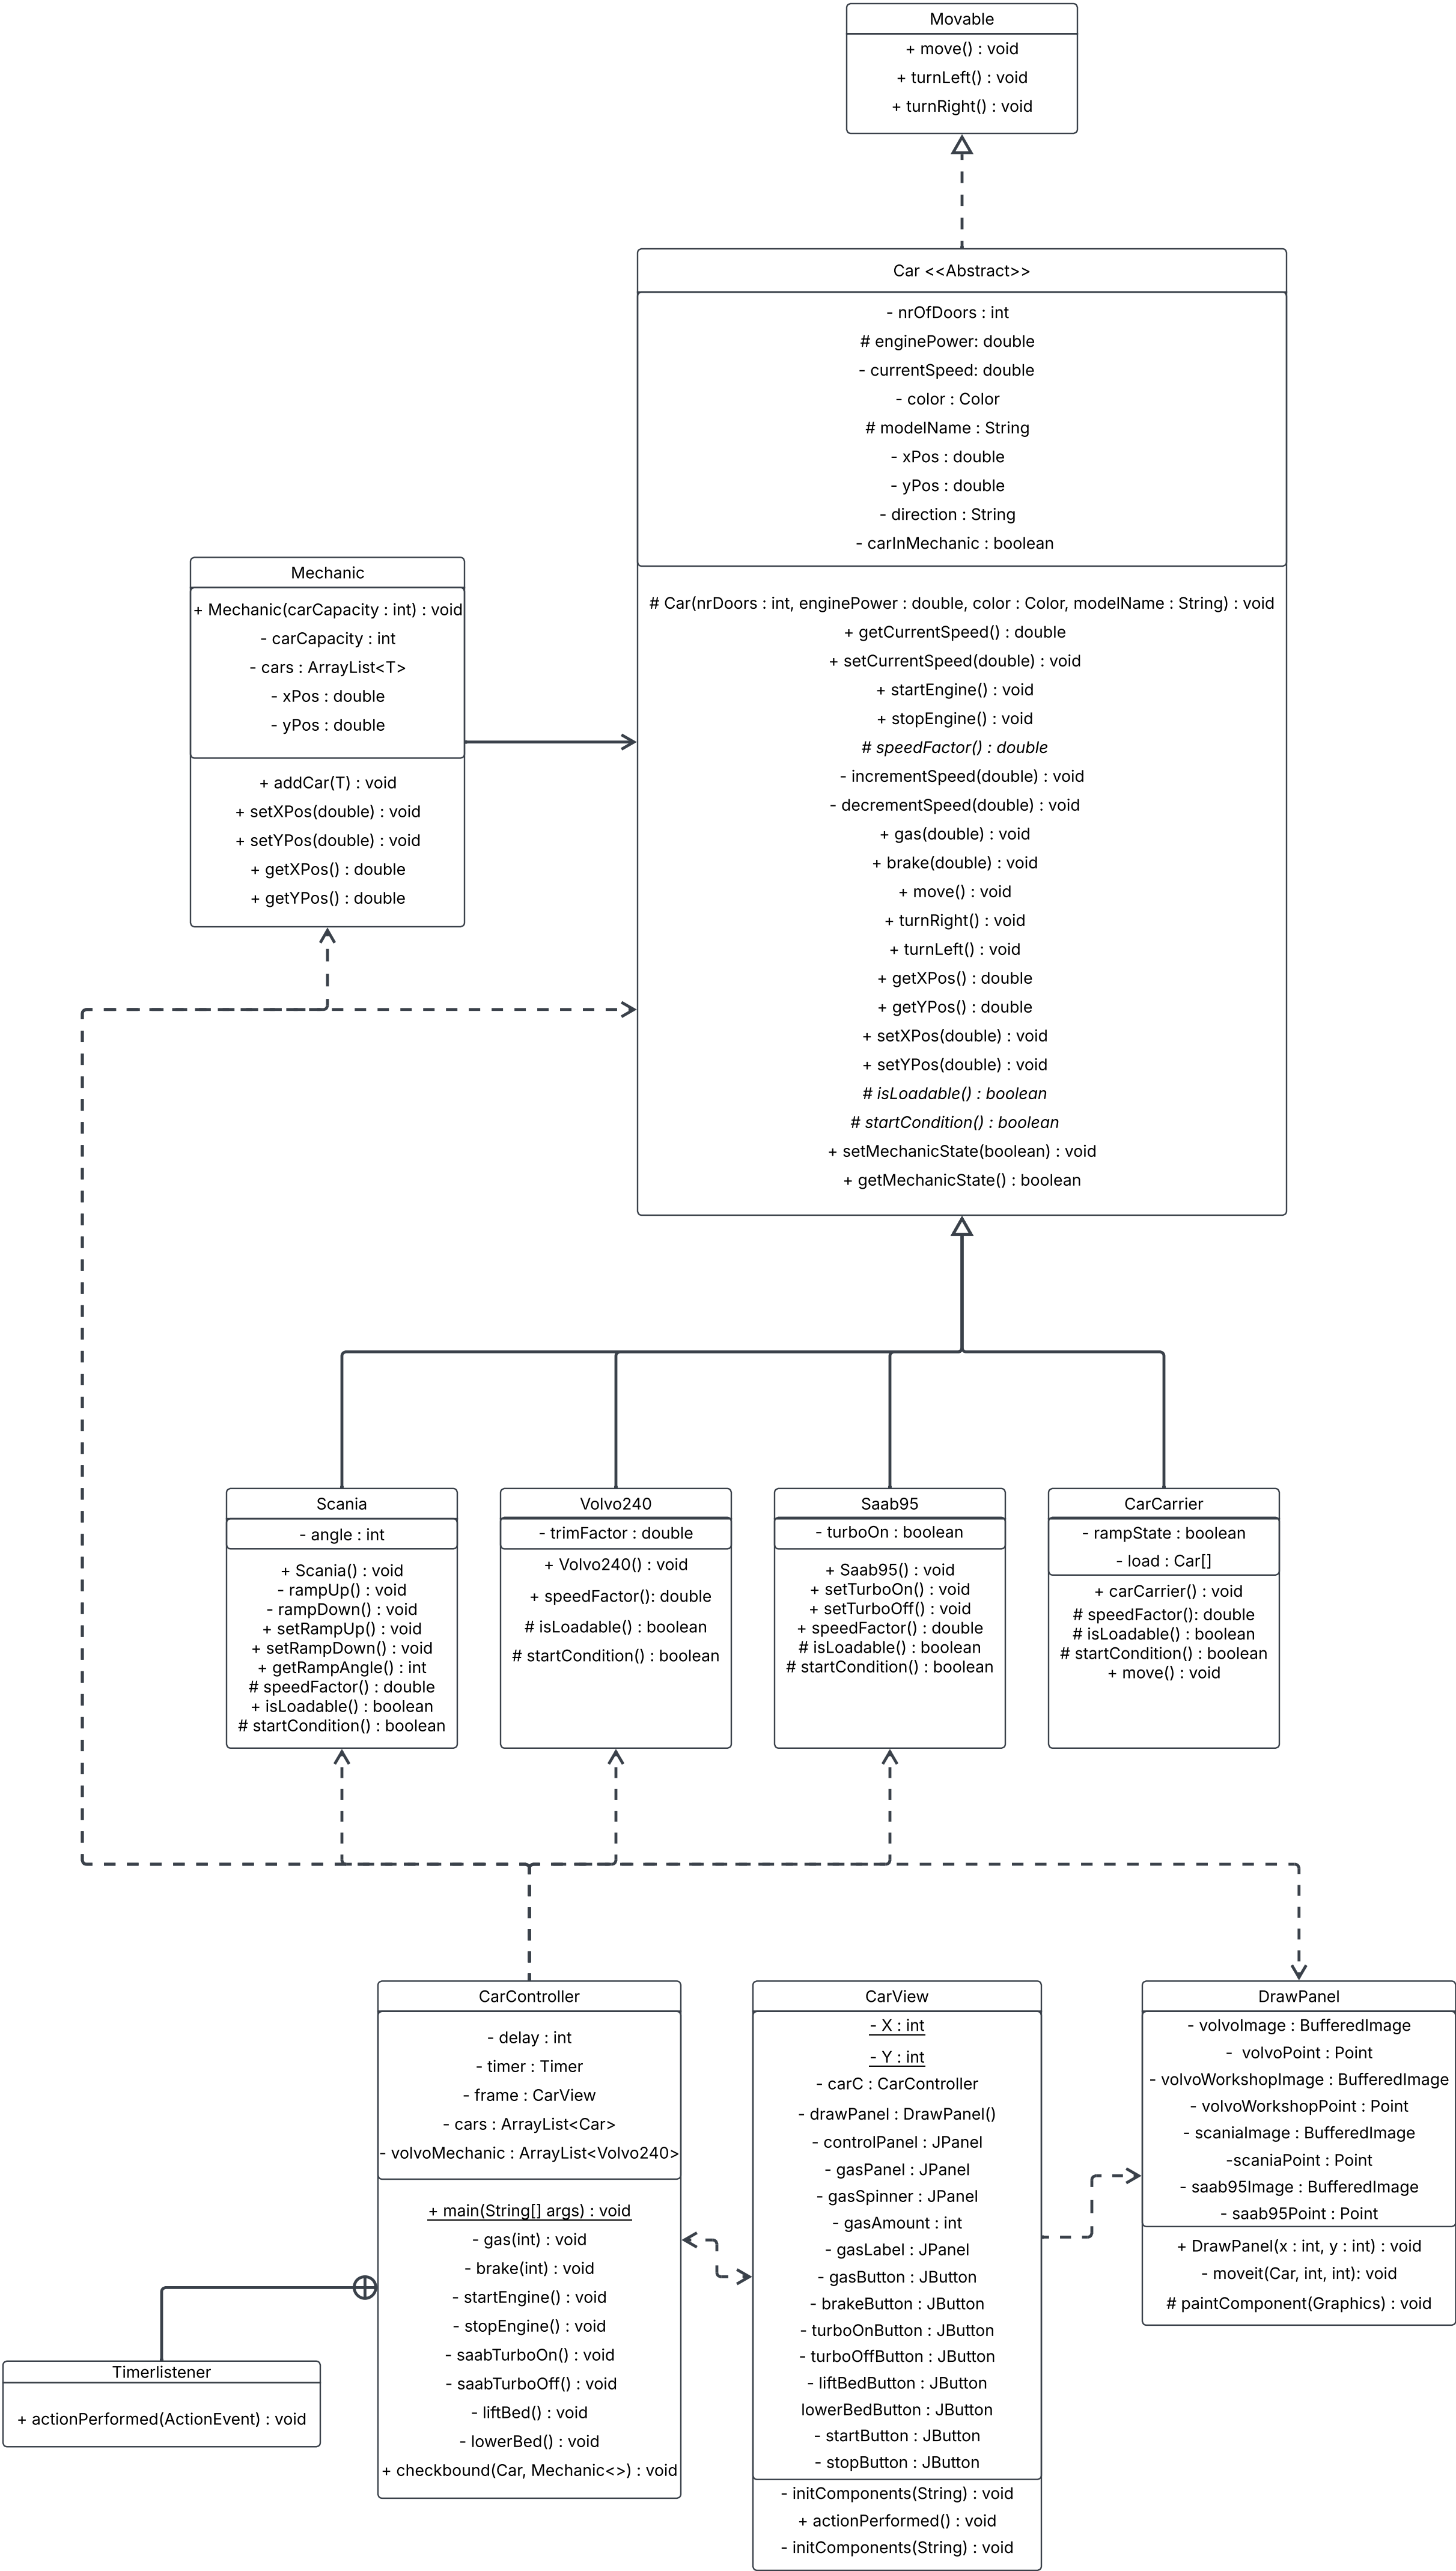 Movable
+ move() : void
+ turnLeft() : void
+ turnRight() : void
Car <<Abstract>>
- nrOfDoors : int
# enginePower: double
- currentSpeed: double
- color : Color
# modelName : String
- xPos : double
- yPos : double
- direction : String
- carInMechanic : boolean
# Car(nrDoors : int, enginePower : double, color : Color, modelName : String) : void
+ getCurrentSpeed() : double
+ setCurrentSpeed(double) : void
+ startEngine() : void
+ stopEngine() : void
# speedFactor() : double
- incrementSpeed(double) : void
- decrementSpeed(double) : void
+ gas(double) : void
+ brake(double) : void
+ move() : void
+ turnRight() : void
+ turnLeft() : void
+ getXPos() : double
+ getYPos() : double
+ setXPos(double) : void
+ setYPos(double) : void
# isLoadable() : boolean
# startCondition() : boolean
+ setMechanicState(boolean) : void
+ getMechanicState() : boolean
Mechanic
+ Mechanic(carCapacity : int) : void
- carCapacity : int
- cars : ArrayList<T>
- xPos : double
- yPos : double
+ addCar(T) : void
+ setXPos(double) : void
+ setYPos(double) : void
+ getXPos() : double
+ getYPos() : double
Scania
- angle : int
+ Scania() : void
- rampUp() : void
- rampDown() : void
+ setRampUp() : void
+ setRampDown() : void
+ getRampAngle() : int
# speedFactor() : double
+ isLoadable() : boolean
# startCondition() : boolean
Volvo240
- trimFactor : double
+ Volvo240() : void
+ speedFactor(): double
# isLoadable() : boolean
# startCondition() : boolean
Saab95
- turboOn : boolean
+ Saab95() : void
+ setTurboOn() : void
+ setTurboOff() : void
+ speedFactor() : double
# isLoadable() : boolean
# startCondition() : boolean
CarCarrier
- rampState : boolean
- load : Car[]
+ carCarrier() : void
# speedFactor(): double
# isLoadable() : boolean
# startCondition() : boolean
+ move() : void
CarController
- delay : int
- timer : Timer
- frame : CarView
- cars : ArrayList<Car>
- volvoMechanic : ArrayList<Volvo240>
+ main(String[] args) : void
- gas(int) : void
- brake(int) : void
- startEngine() : void
- stopEngine() : void
- saabTurboOn() : void
- saabTurboOff() : void
- liftBed() : void
- lowerBed() : void
+ checkbound(Car, Mechanic<>) : void
Timerlistener
+ actionPerformed(ActionEvent) : void
CarView
- X : int
- Y : int
- carC : CarController
- drawPanel : DrawPanel()
- controlPanel : JPanel
- gasPanel : JPanel
- gasSpinner : JPanel
- gasAmount : int
- gasLabel : JPanel
- gasButton : JButton
- brakeButton : JButton
- turboOnButton : JButton
- turboOffButton : JButton
- liftBedButton : JButton
lowerBedButton : JButton
- startButton : JButton
- stopButton : JButton
- initComponents(String) : void
+ actionPerformed() : void
- initComponents(String) : void
DrawPanel
- volvoImage : BufferedImage
- volvoPoint : Point
- volvoWorkshopImage : BufferedImage
- volvoWorkshopPoint : Point
- scaniaImage : BufferedImage
-scaniaPoint : Point
- saab95Image : BufferedImage
- saab95Point : Point
+ DrawPanel(x : int, y : int) : void
- moveit(Car, int, int): void
# paintComponent(Graphics) : void